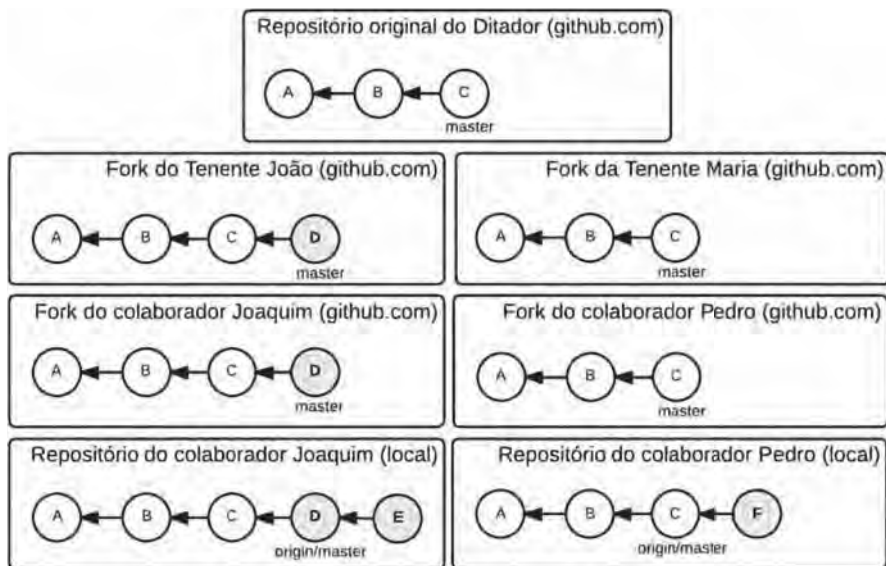 Repositório original do Ditador (github.com)
A B C
master
Fork do Tenente João (github.com)
A B C D
master
Fork da Tenente Maria (github.com)
A B C
master
Fork do colaborador Joaquim (github.com)
A B C D
master
Fork do colaborador Pedro (github.com)
A B C
master
Repositório do colaborador Joaquim (local)
A B C D E
origin/master
Repositório do colaborador Pedro (local)
A B C F
origin/master